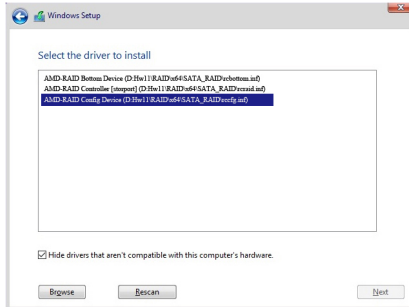 Windows Setup
Select the driver to install
AMD-RAID Bottom Device (D:\Hw11\RAID\x64\SATA_RAID\rcbottom.inf)
AMD-RAID Controller [storport] (D:\Hw11\RAID\x64\SATA_RAID\rcraid.inf)
AMD-RAID Config Device (D:\Hw11\RAID\x64\SATA_RAID\rccfg.inf)
Hide drivers that aren't compatible with this computer's hardware.
Browse
Rescan
Next